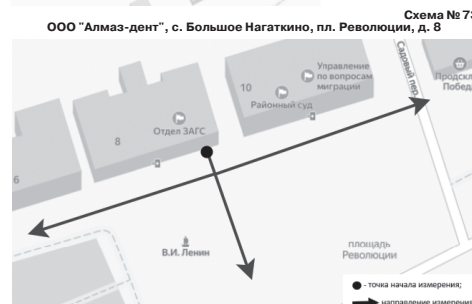 Схема № 73
ООО "Алмаз-дент", с. Большое Нагаткино, пл. Революции, д. 8
Управление
по вопросам
миграции
10
Районный суд
Садовый пер.
Отдел ЗАГС
8
6
В.И. Ленин
площадь
Революции
- точка начала измерения;
направление измерения